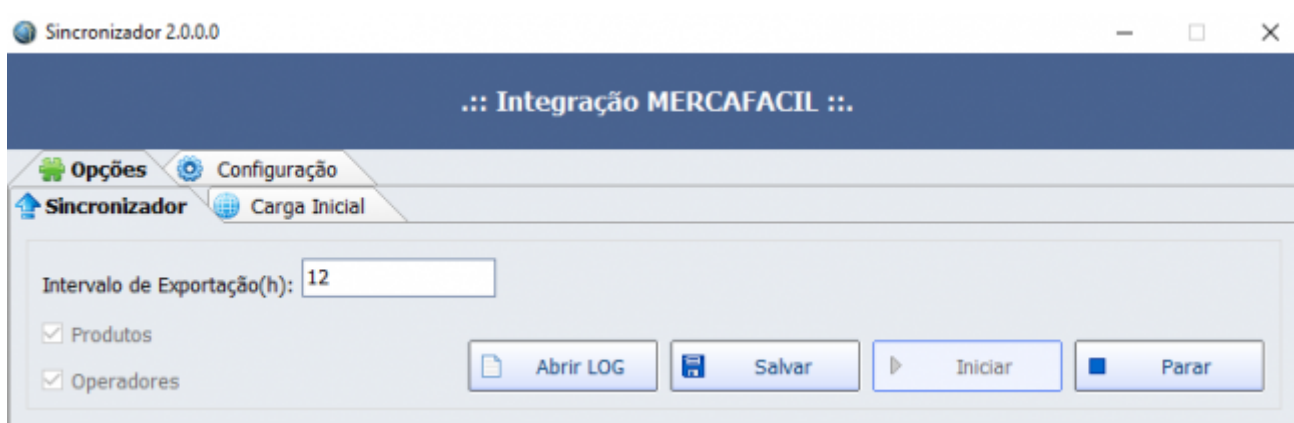 Sincronizador 2.0.0.0
.:: Integração MERCAFACIL ::.
Opções Configuração
Sincronizador Carga Inicial
Intervalo de Exportação(h): 12
Produtos
Operadores
Abrir LOG Salvar Iniciar Parar